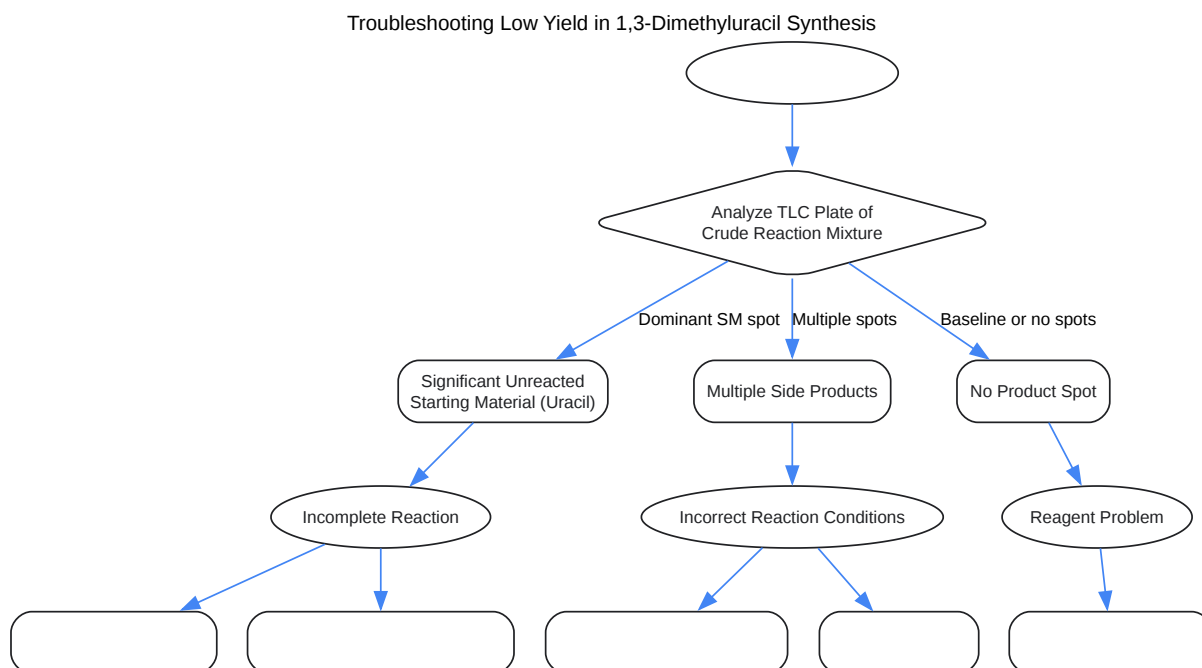 Troubleshooting Low Yield in 1,3-Dimethyluracil Synthesis
Analyze TLC Plate of
Crude Reaction Mixture
Dominant SM spot
Multiple spots
Baseline or no spots
Significant Unreacted
Starting Material (Uracil)
Multiple Side Products
No Product Spot
Incomplete Reaction
Incorrect Reaction Conditions
Reagent Problem